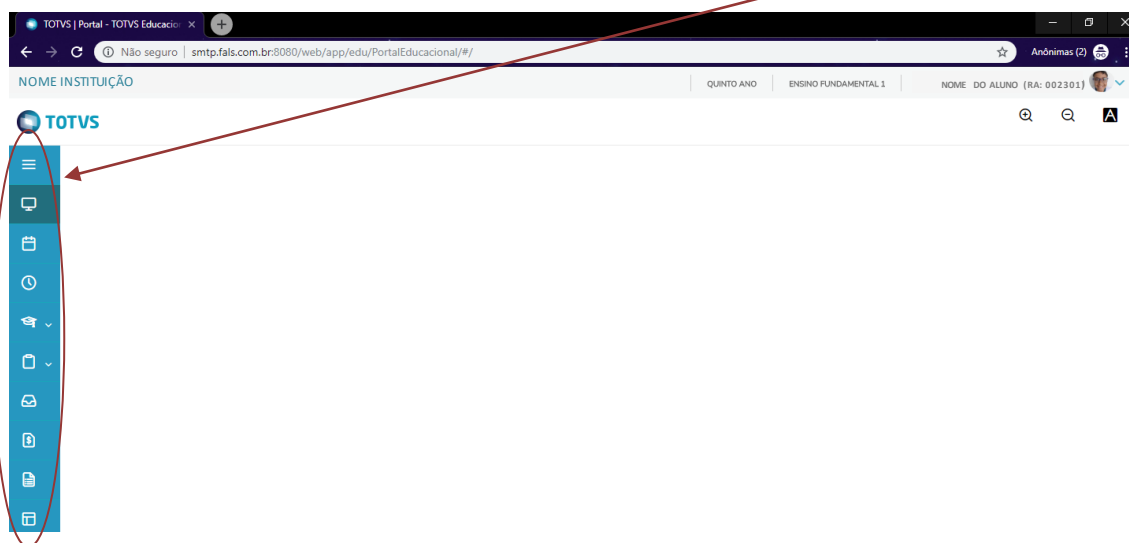 TOTVS | Portal - TOTVS Educacion
Não seguro | smtp.fals.com.br:8080/web/app/edu/PortalEducacional/#/
Anônimas (2)
NOME INSTITUIÇÃO
QUINTO ANO
ENSINO FUNDAMENTAL 1
NOME DO ALUNO (RA: 002301)
TOTVS
A